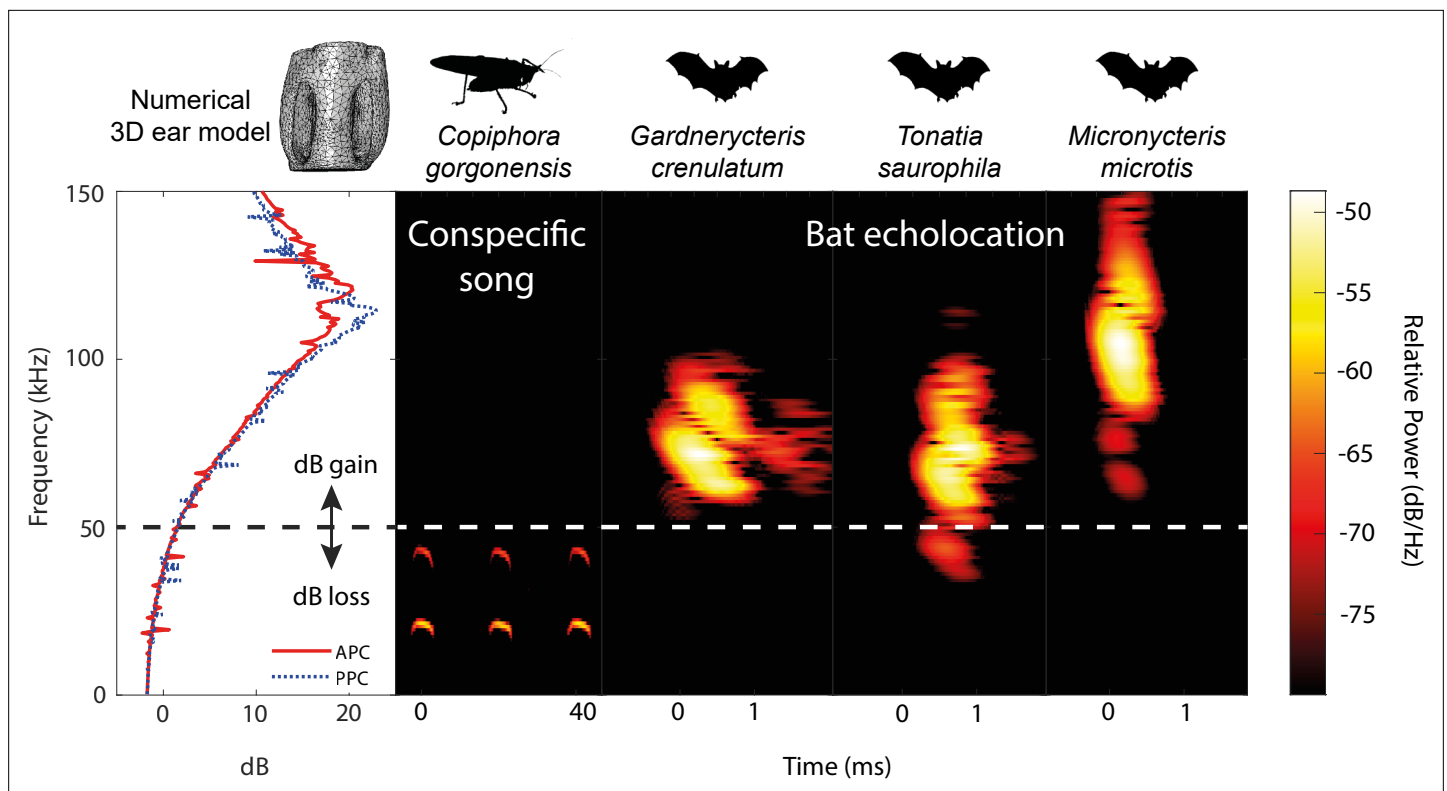 Numerical
3D ear model
Copiphora
gorgonensis
Gardnerycteris
crenulatum
Tonatia
saurophila
Micronycteris
microtis
Conspecific
song
Bat echolocation
Frequency (kHz)
150
100
50
0
dB gain
dB loss
APC
PPC
0
10
20
dB
0
40
0
1
0
1
0
1
Time (ms)
-50
-55
-60
-65
-70
-75
Relative Power (dB/Hz)